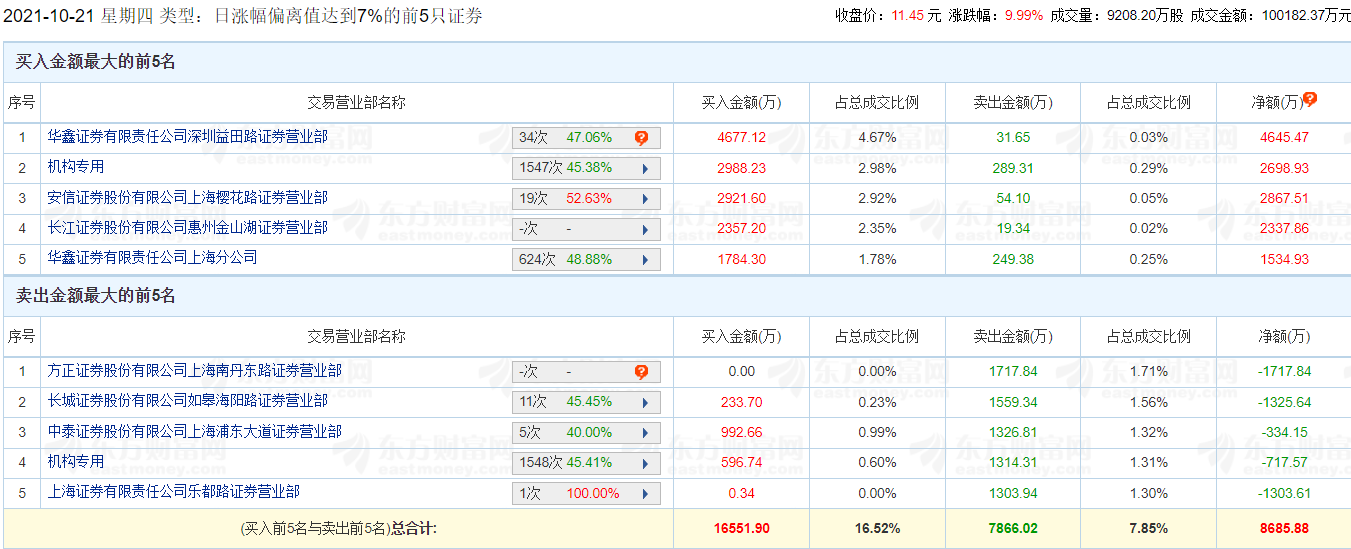 2021-10-21 星期四 类型：日涨幅偏离值达到7%的前5只证券 收盘价：11.45 元 涨跌幅：9.99% 成交量：9208.20万股 成交金额：100182.37万元
买入金额最大的前5名
序号 交易营业部名称 买入金额(万) 占总成交比例 卖出金额(万) 占总成交比例 净额(万)
1 华鑫证券有限责任公司深圳益田路证券营业部 34次 47.06% 4677.12 4.67% 31.65 0.03% 4645.47
2 机构专用 1547次 45.38% 2988.23 2.98% 289.31 0.29% 2698.93
3 安信证券股份有限公司上海樱花路证券营业部 19次 52.63% 2921.60 2.92% 54.10 0.05% 2867.51
4 长江证券股份有限公司惠州金山湖证券营业部 -次 - 2357.20 2.35% 19.34 0.02% 2337.86
5 华鑫证券有限责任公司上海分公司 624次 48.88% 1784.30 1.78% 249.38 0.25% 1534.93
卖出金额最大的前5名
序号 交易营业部名称 买入金额(万) 占总成交比例 卖出金额(万) 占总成交比例 净额(万)
1 方正证券股份有限公司上海南丹东路证券营业部 -次 - 0.00 0.00% 1717.84 1.71% -1717.84
2 长城证券股份有限公司如皋海阳路证券营业部 11次 45.45% 233.70 0.23% 1559.34 1.56% -1325.64
3 中泰证券股份有限公司上海浦东大道证券营业部 5次 40.00% 992.66 0.99% 1326.81 1.32% -334.15
4 机构专用 1548次 45.41% 596.74 0.60% 1314.31 1.31% -717.57
5 上海证券有限责任公司乐都路证券营业部 1次 100.00% 0.34 0.00% 1303.94 1.30% -1303.61
(买入前5名与卖出前5名)总合计: 16551.90 16.52% 7866.02 7.85% 8685.88
东方财富网
eastmoney.com